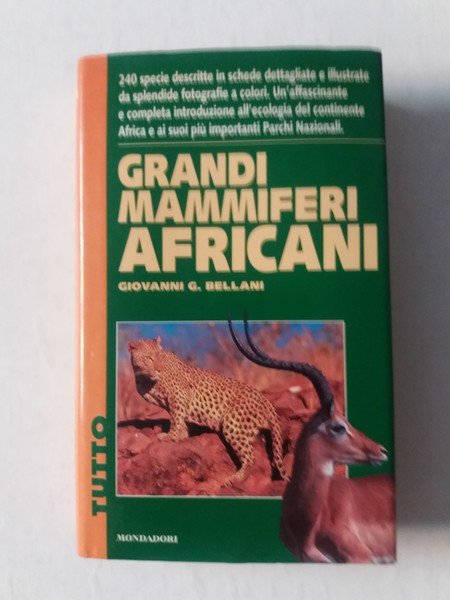 240 specie descritte in schede dettagliate e illustrate
da splendide fotografie a colori. Un'affascinante
e completa introduzione all'ecologia del continente
Africa e ai suoi più importanti Parchi Nazionali.
GRANDI
MAMMIFERI
AFRICANI
GIOVANNI G. BELLANI
TUTTO
MONDADORI